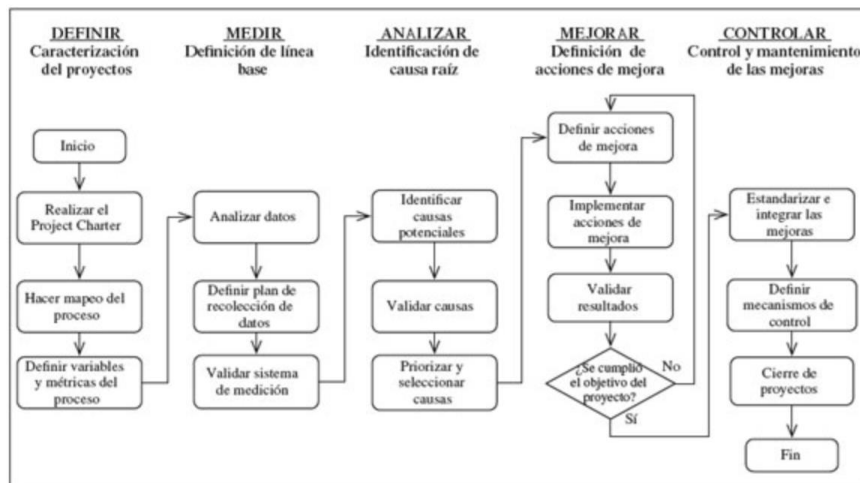 DEFINIR
Caracterización
del proyectos
Inicio
Realizar el
Project Charter
Hacer mapeo del
proceso
Definir variables
y métricas del
proceso
MEDIR
Definición de línea
base
Analizar datos
Definir plan de
recolección de
datos
Validar sistema
de medición
ANALIZAR
Identificación de
causa raíz
Identificar
causas
potenciales
Validar causas
Priorizar y
seleccionar
causas
MEJORAR
Definición de
acciones de mejora
Definir acciones
de mejora
Implementar
acciones de
mejora
Validar
resultados
¿Se cumplió
el objetivo del
proyecto?
No
Sí
CONTROLAR
Control y mantenimiento
de las mejoras
Estandarizar e
integrar las
mejoras
Definir
mecanismos de
control
Cierre de
proyectos
Fin